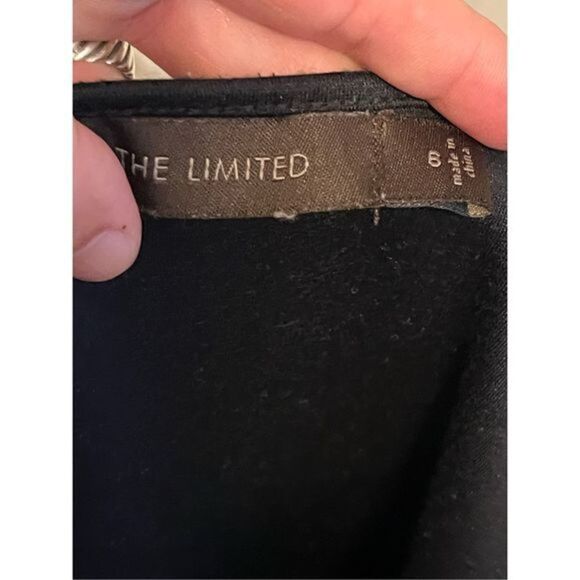 THE LIMITED
8
made in
china